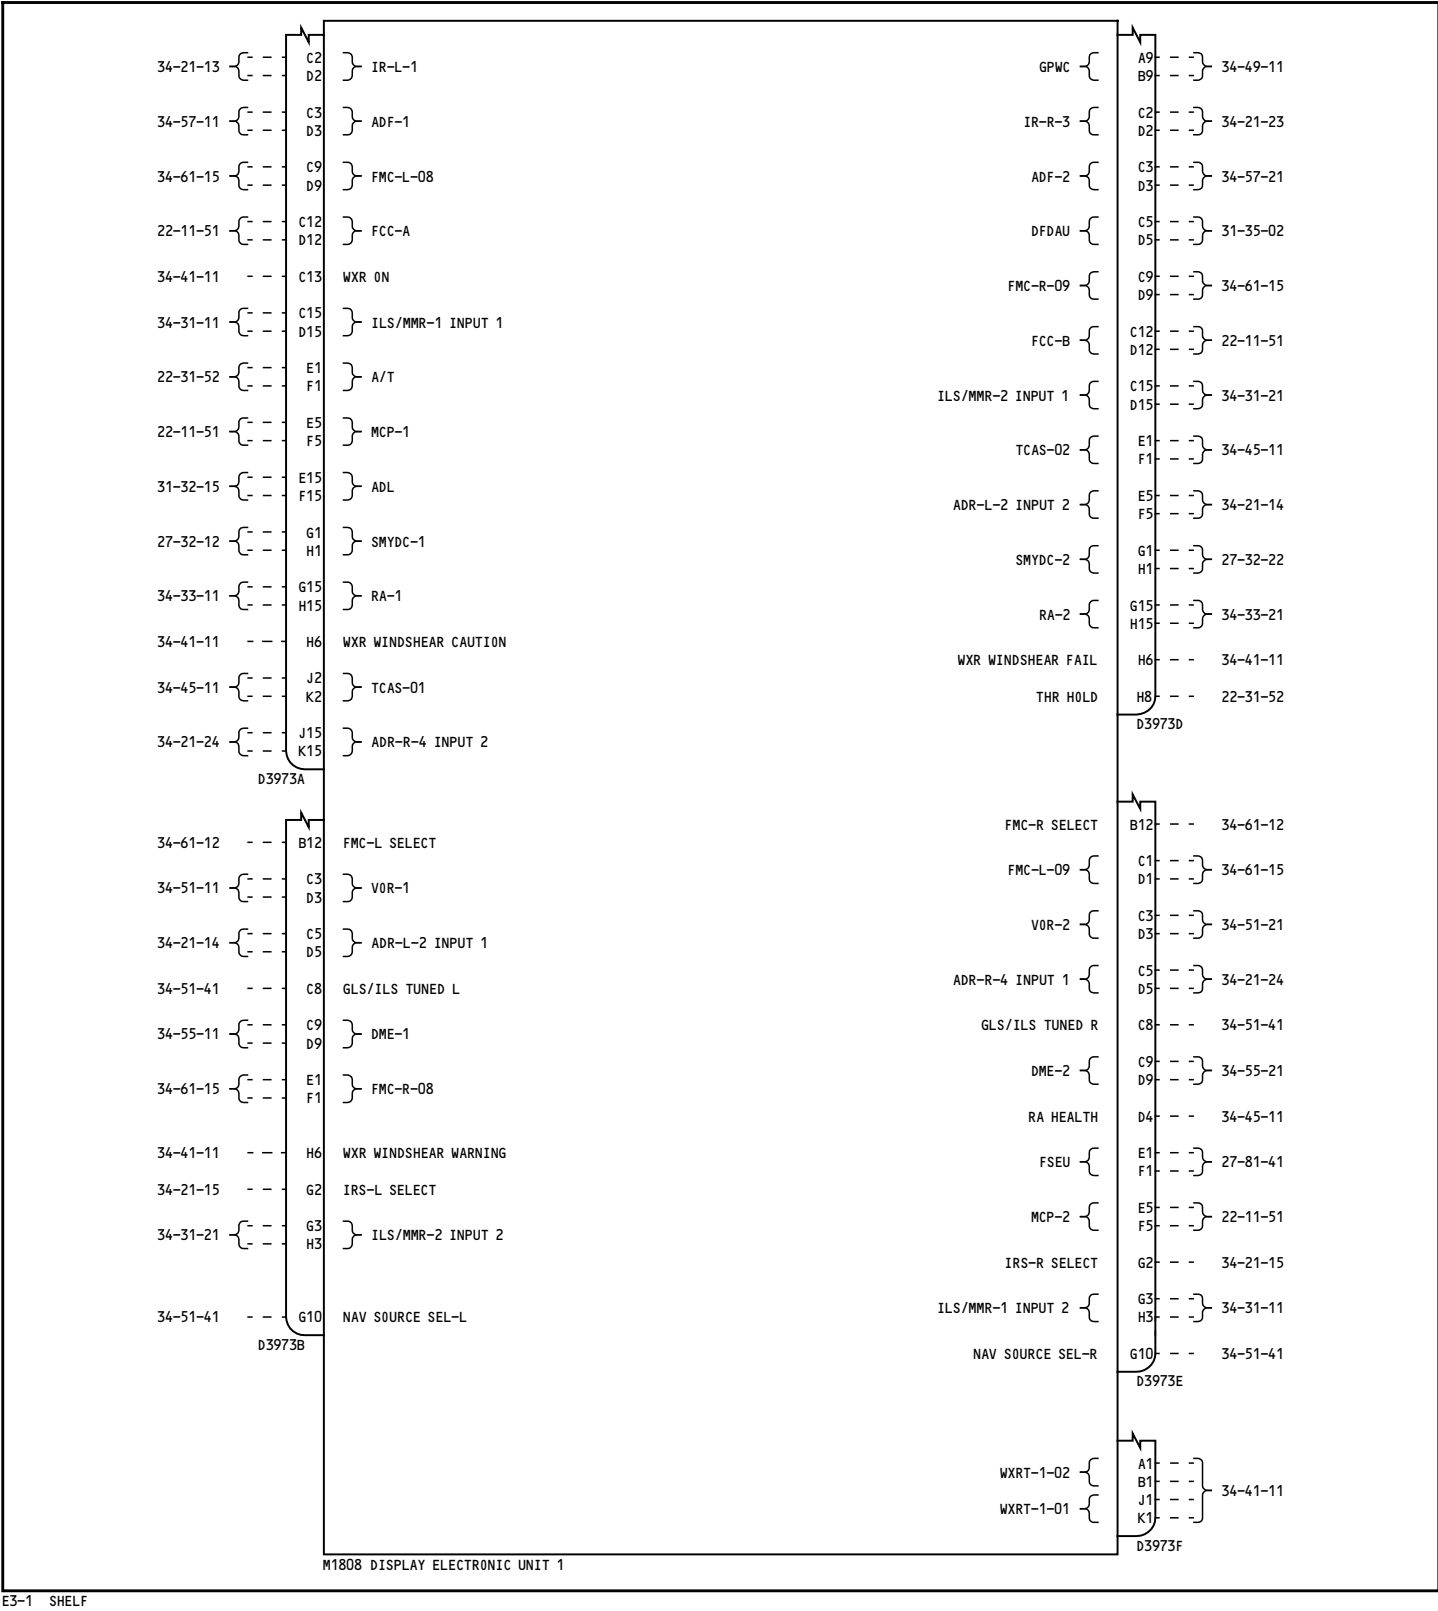 34-21-13 C2 D2 IR-L-1
34-57-11 C3 D3 ADF-1
34-61-15 C9 D9 FMC-L-08
22-11-51 C12 D12 FCC-A
34-41-11 C13 WXR ON
34-31-11 C15 D15 ILS/MMR-1 INPUT 1
22-31-52 E1 F1 A/T
22-11-51 E5 F5 MCP-1
31-32-15 E15 F15 ADL
27-32-12 G1 H1 SMYDC-1
34-33-11 G15 H15 RA-1
34-41-11 H6 WXR WINDSHEAR CAUTION
34-45-11 J2 K2 TCAS-01
34-21-24 J15 K15 ADR-R-4 INPUT 2
D3973A
34-61-12 B12 FMC-L SELECT
34-51-11 C3 D3 VOR-1
34-21-14 C5 D5 ADR-L-2 INPUT 1
34-51-41 C8 GLS/ILS TUNED L
34-55-11 C9 D9 DME-1
34-61-15 E1 F1 FMC-R-08
34-41-11 H6 WXR WINDSHEAR WARNING
34-21-15 G2 IRS-L SELECT
34-31-21 G3 H3 ILS/MMR-2 INPUT 2
34-51-41 G10 NAV SOURCE SEL-L
D3973B
GPWC A9 B9 34-49-11
IR-R-3 C2 D2 34-21-23
ADF-2 C3 D3 34-57-21
DFDAU C5 D5 31-35-02
FMC-R-09 C9 D9 34-61-15
FCC-B C12 D12 22-11-51
ILS/MMR-2 INPUT 1 C15 D15 34-31-21
TCAS-02 E1 F1 34-45-11
ADR-L-2 INPUT 2 E5 F5 34-21-14
SMYDC-2 G1 H1 27-32-22
RA-2 G15 H15 34-33-21
WXR WINDSHEAR FAIL H6 34-41-11
THR HOLD H8 22-31-52
D3973D
FMC-R SELECT B12 34-61-12
FMC-L-09 C1 D1 34-61-15
VOR-2 C3 D3 34-51-21
ADR-R-4 INPUT 1 C5 D5 34-21-24
GLS/ILS TUNED R C8 34-51-41
DME-2 C9 D9 34-55-21
RA HEALTH D4 34-45-11
FSEU E1 F1 27-81-41
MCP-2 E5 F5 22-11-51
IRS-R SELECT G2 34-21-15
ILS/MMR-1 INPUT 2 G3 H3 34-31-11
NAV SOURCE SEL-R G10 34-51-41
D3973E
WXRT-1-02 A1 B1
WXRT-1-01 J1 K1
34-41-11
D3973F
M1808 DISPLAY ELECTRONIC UNIT 1
E3-1 SHELF